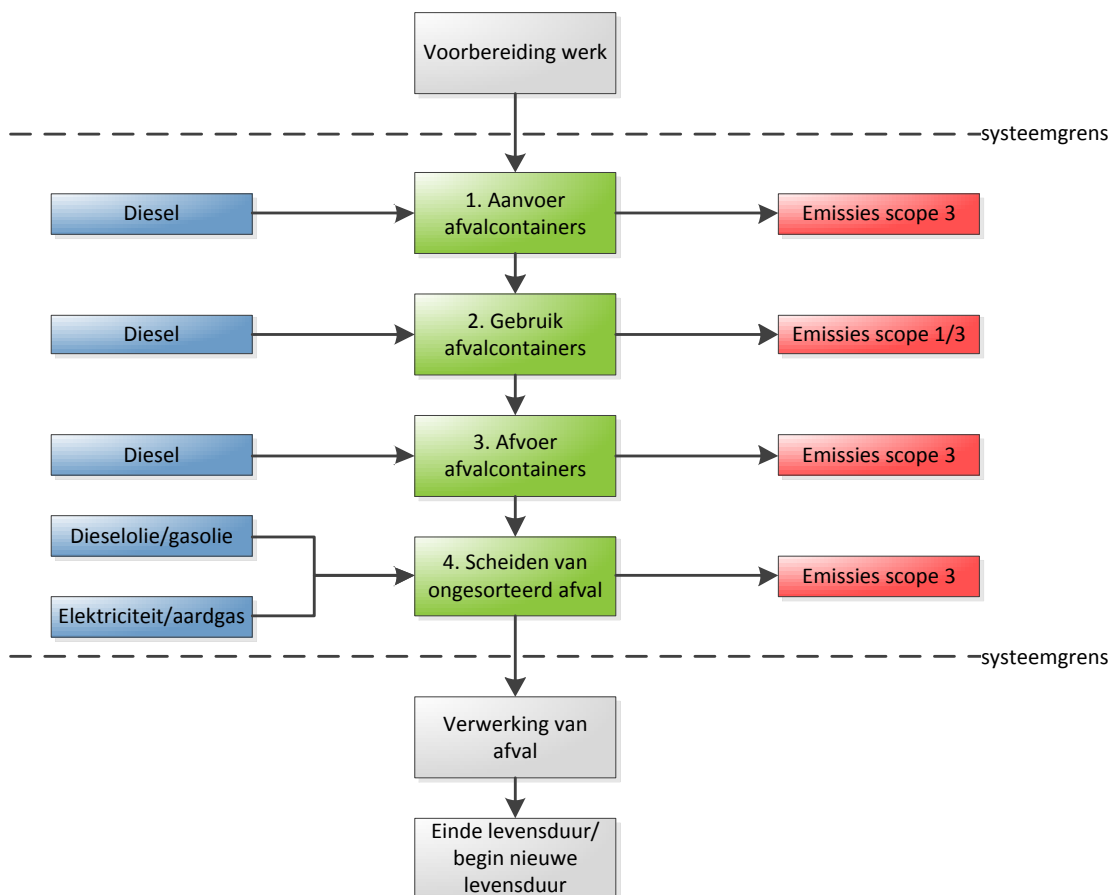 Voorbereiding werk
systeemgrens
Diesel
1. Aanvoer
afvalcontainers
Emissies scope 3
Diesel
2. Gebruik
afvalcontainers
Emissies scope 1/3
Diesel
3. Afvoer
afvalcontainers
Emissies scope 3
Dieselolie/gasolie
Elektriciteit/aardgas
4. Scheiden van
ongesorteerd afval
Emissies scope 3
systeemgrens
Verwerking van
afval
Einde levensduur/
begin nieuwe
levensduur